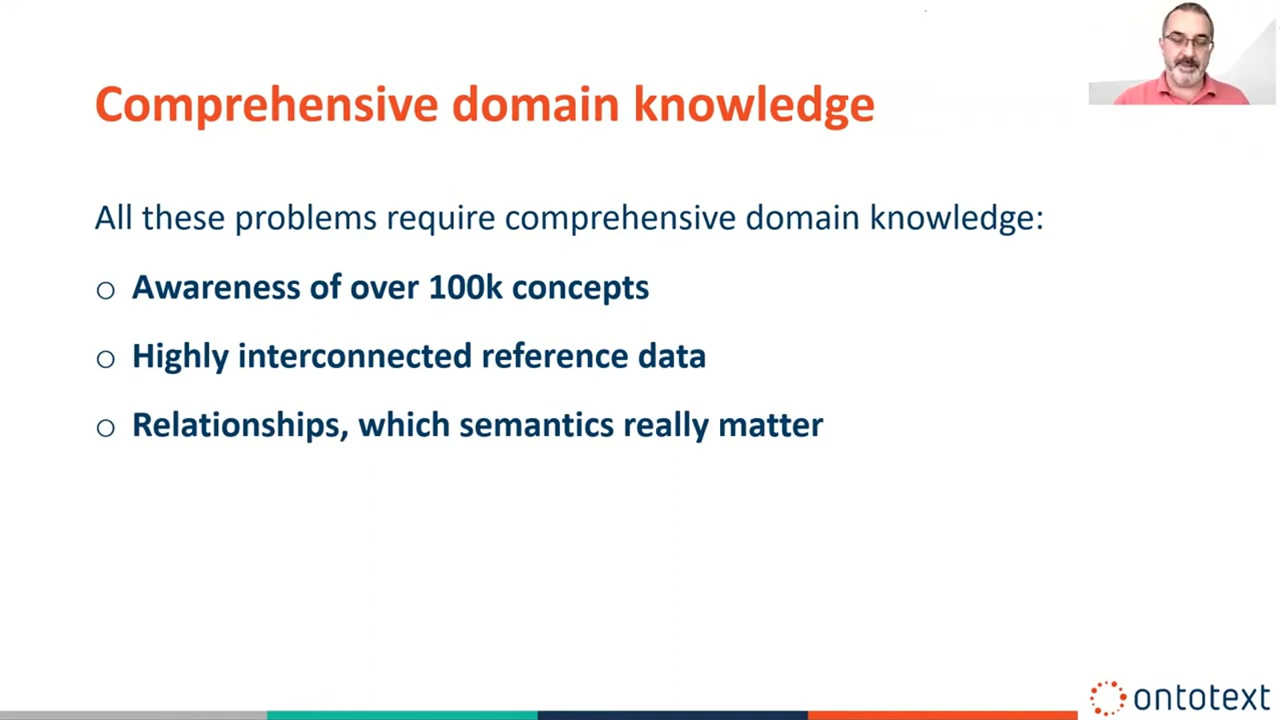 Comprehensive domain knowledge
All these problems require comprehensive domain knowledge:
o Awareness of over 100k concepts
o Highly interconnected reference data
o Relationships, which semantics really matter
ontotext